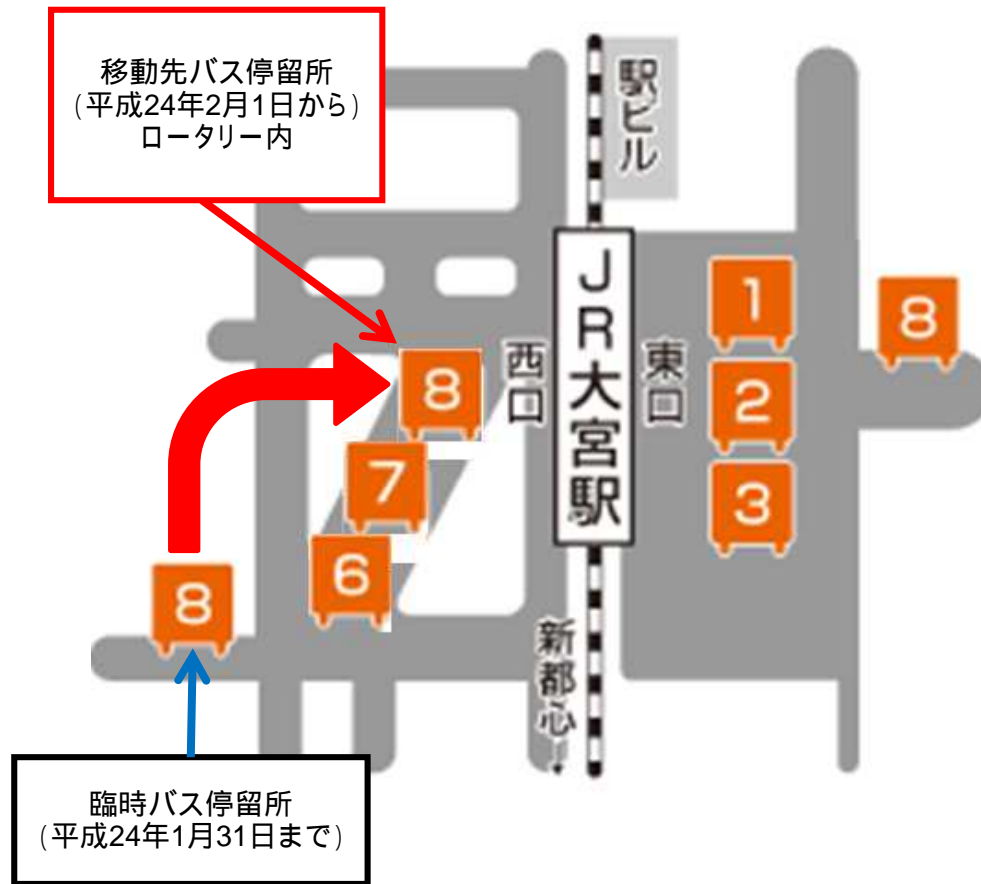 移動先バス停留所
(平成24年2月1日から)
ロータリー内
駅ビル
JR大宮駅
西口
東口
1
2
3
8
8
7
6
8
新都心
臨時バス停留所
(平成24年1月31日まで)